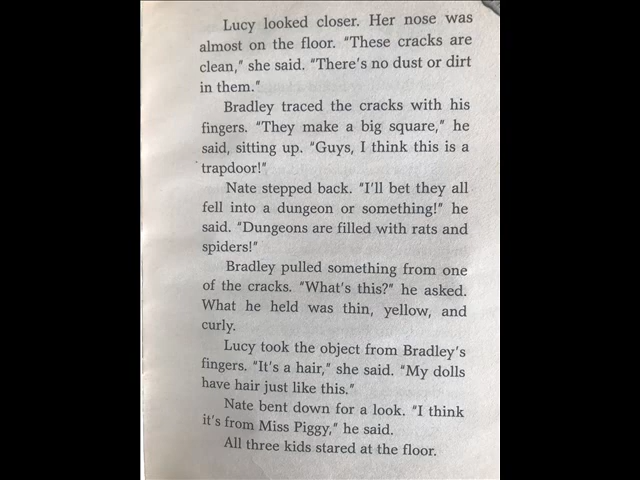 Lucy looked closer. Her nose was
almost on the floor. "These cracks are
clean," she said. "There's no dust or dirt
in them."
Bradley traced the cracks with his
fingers. "They make a big square," he
said, sitting up. "Guys, I think this is a
trapdoor!"
Nate stepped back. "I'll bet they all
fell into a dungeon or something!" he
said. "Dungeons are filled with rats and
spiders!"
Bradley pulled something from one
of the cracks. "What's this?" he asked.
What he held was thin, yellow, and
curly.
Lucy took the object from Bradley's
fingers. "It's a hair," she said. "My dolls
have hair just like this."
Nate bent down for a look. "I think
it's from Miss Piggy," he said.
All three kids stared at the floor.